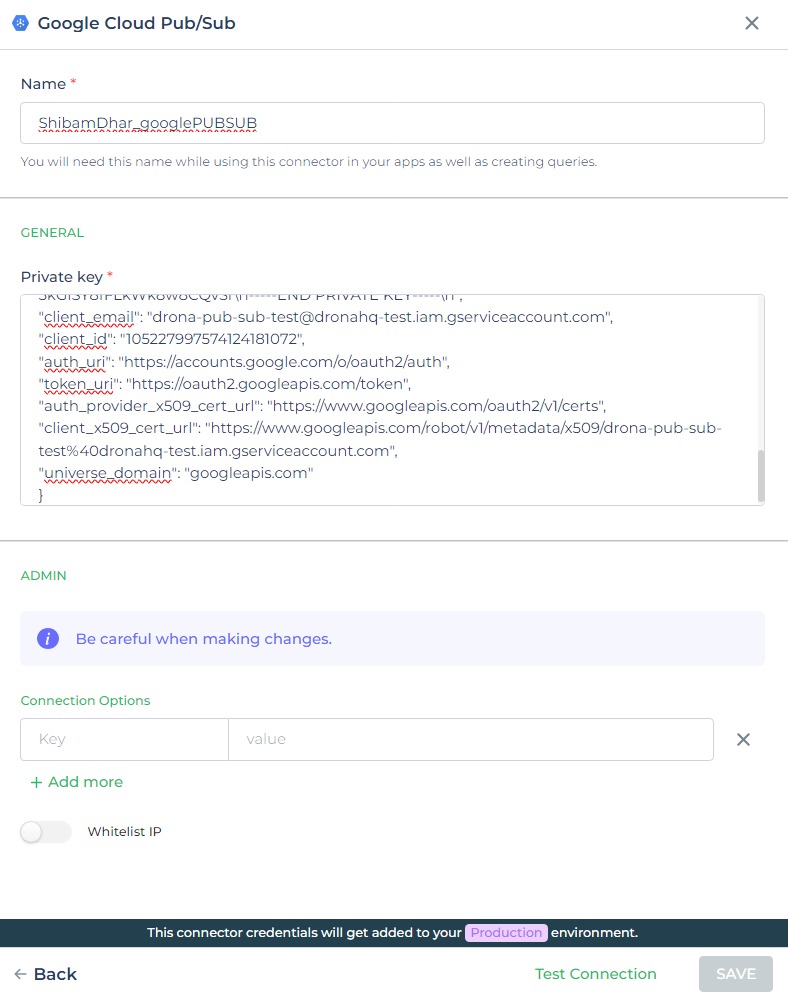 Google Cloud Pub/Sub
Name *
ShibamDhar_googlePUBSUB
You will need this name while using this connector in your apps as well as creating queries.
GENERAL
Private key *
\n-----END PRIVATE KEY-----\n",
"client_email": "drona-pub-sub-test@dronahq-test.iam.gserviceaccount.com",
"client_id": "105227997574124181072",
"auth_uri": "https://accounts.google.com/o/oauth2/auth",
"token_uri": "https://oauth2.googleapis.com/token",
"auth_provider_x509_cert_url": "https://www.googleapis.com/oauth2/v1/certs",
"client_x509_cert_url": "https://www.googleapis.com/robot/v1/metadata/x509/drona-pub-sub-
test%40dronahq-test.iam.gserviceaccount.com",
"universe_domain": "googleapis.com"
}
ADMIN
Be careful when making changes.
Connection Options
Key value
+ Add more
Whitelist IP
This connector credentials will get added to your Production environment.
← Back Test Connection SAVE